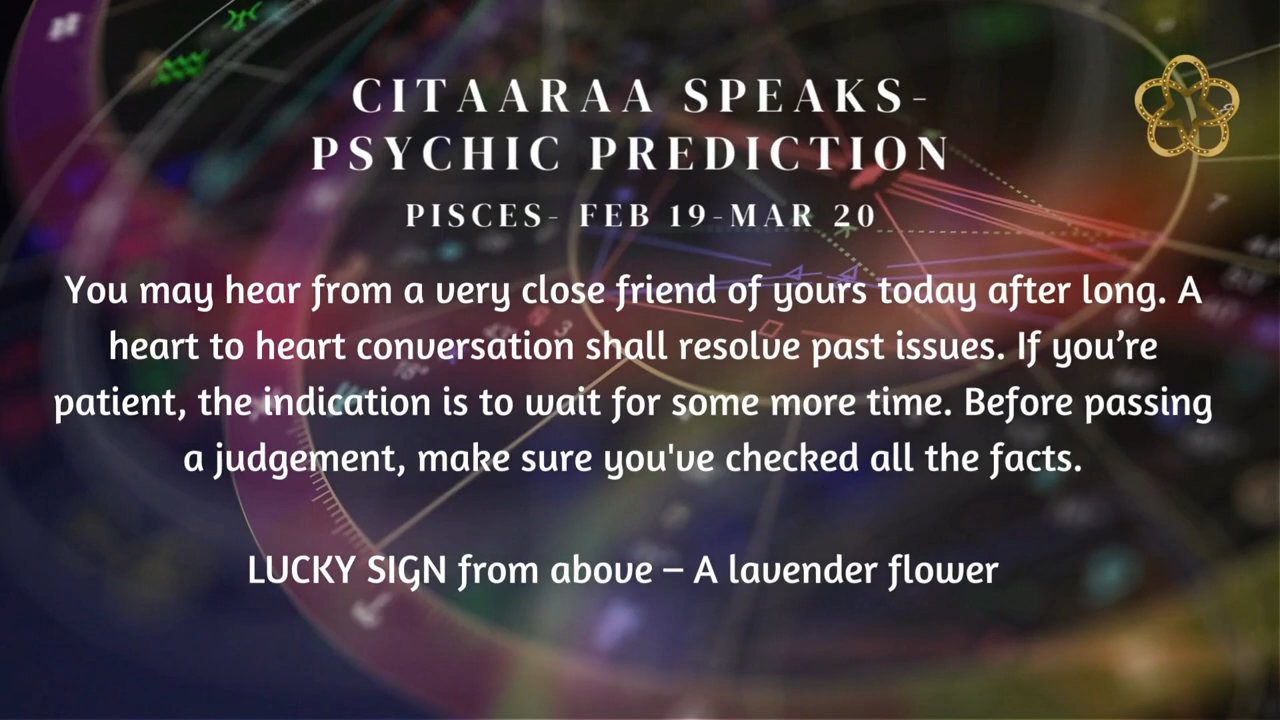 CITAARAA SPEAKS-
PSYCHIC PREDICTION
PISCES- FEB 19-MAR 20
You may hear from a very close friend of yours today after long. A
heart to heart conversation shall resolve past issues. If you’re
patient, the indication is to wait for some more time. Before passing
a judgement, make sure you've checked all the facts.
LUCKY SIGN from above – A lavender flower